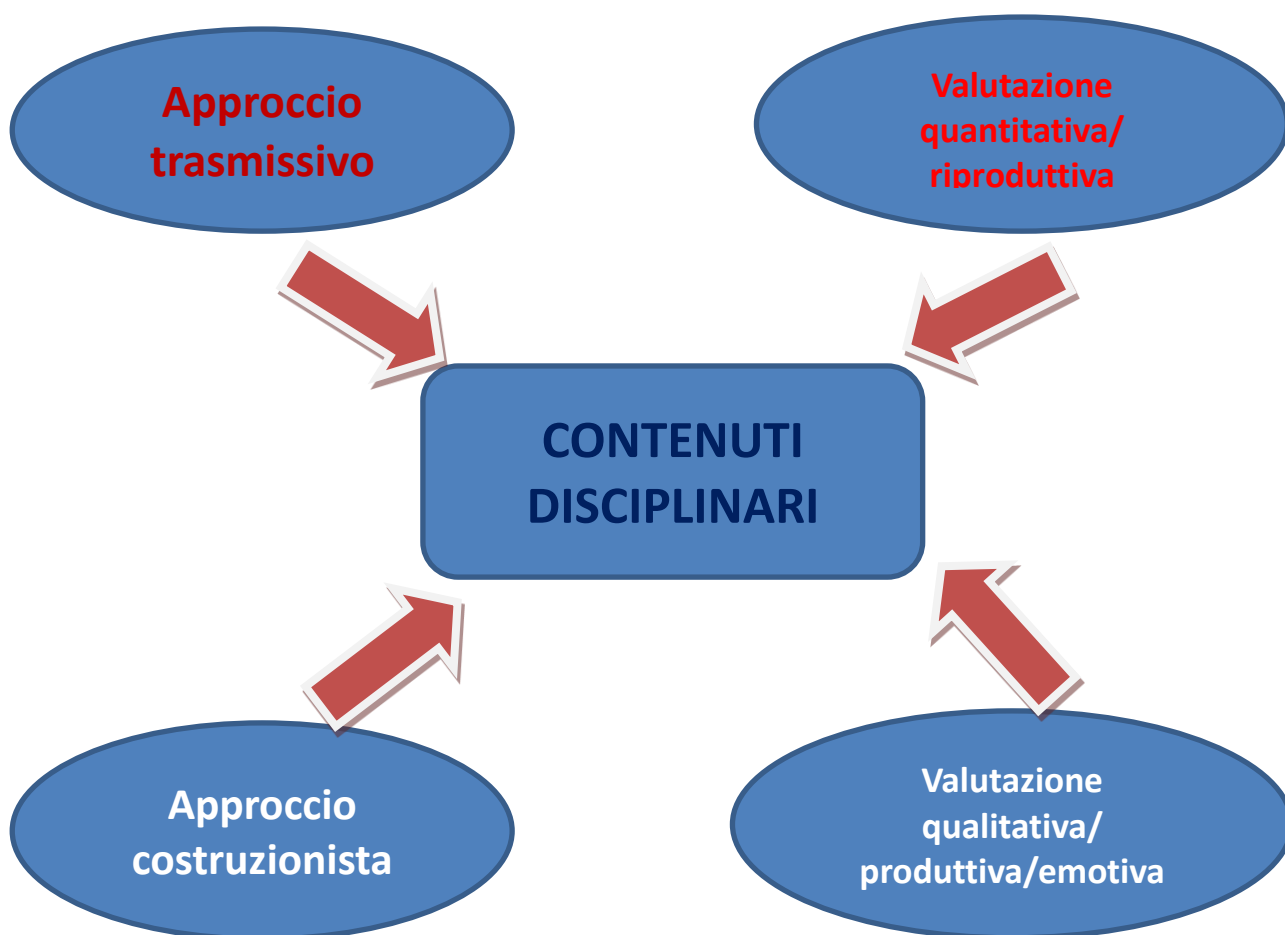 Approccio
trasmissivo
Valutazione
quantitativa/
riproduttiva
CONTENUTI
DISCIPLINARI
Approccio
costruzionista
Valutazione
qualitativa/
produttiva/emotiva